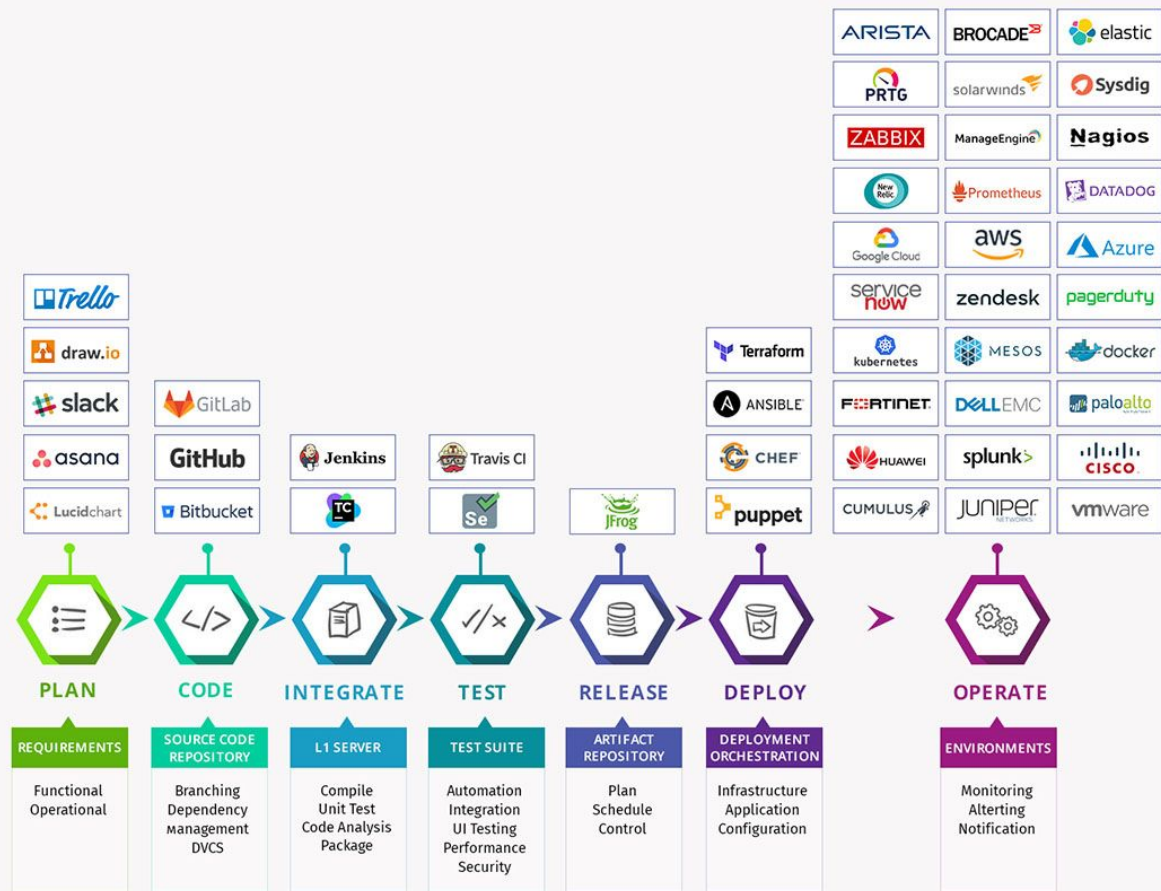 ARISTA
BROCADE
elastic
PRTG
solarwinds
Sysdig
ZABBIX
ManageEngine
Nagios
New
Relic
Prometheus
DATADOG
Google Cloud
aws
Azure
service
now
zendesk
pagerduty
kubernetes
MESOS
docker
FORTINET
DELLEMC
paloalto
HUAWEI
splunk>
CISCO
CUMULUS
JUNIPER
NETWORKS
vmware
Trello
draw.io
slack
asana
Lucidchart
GitLab
GitHub
Bitbucket
Jenkins
TC
Travis CI
Se
JFrog
Terraform
A ANSIBLE
CHEF
puppet
</> 
✓/x
PLAN
CODE
INTEGRATE
TEST
RELEASE
DEPLOY
OPERATE
REQUIREMENTS
Functional
Operational
SOURCE CODE
REPOSITORY
Branching
Dependency
Management
DVCS
L1 SERVER
Compile
Unit Test
Code Analysis
Package
TEST SUITE
Automation
Integration
UI Testing
Performance
Security
ARTIFACT
REPOSITORY
Plan
Schedule
Control
DEPLOYMENT
ORCHESTRATION
Infrastructure
Application
Configuration
ENVIRONMENTS
Monitoring
Alterting
Notification